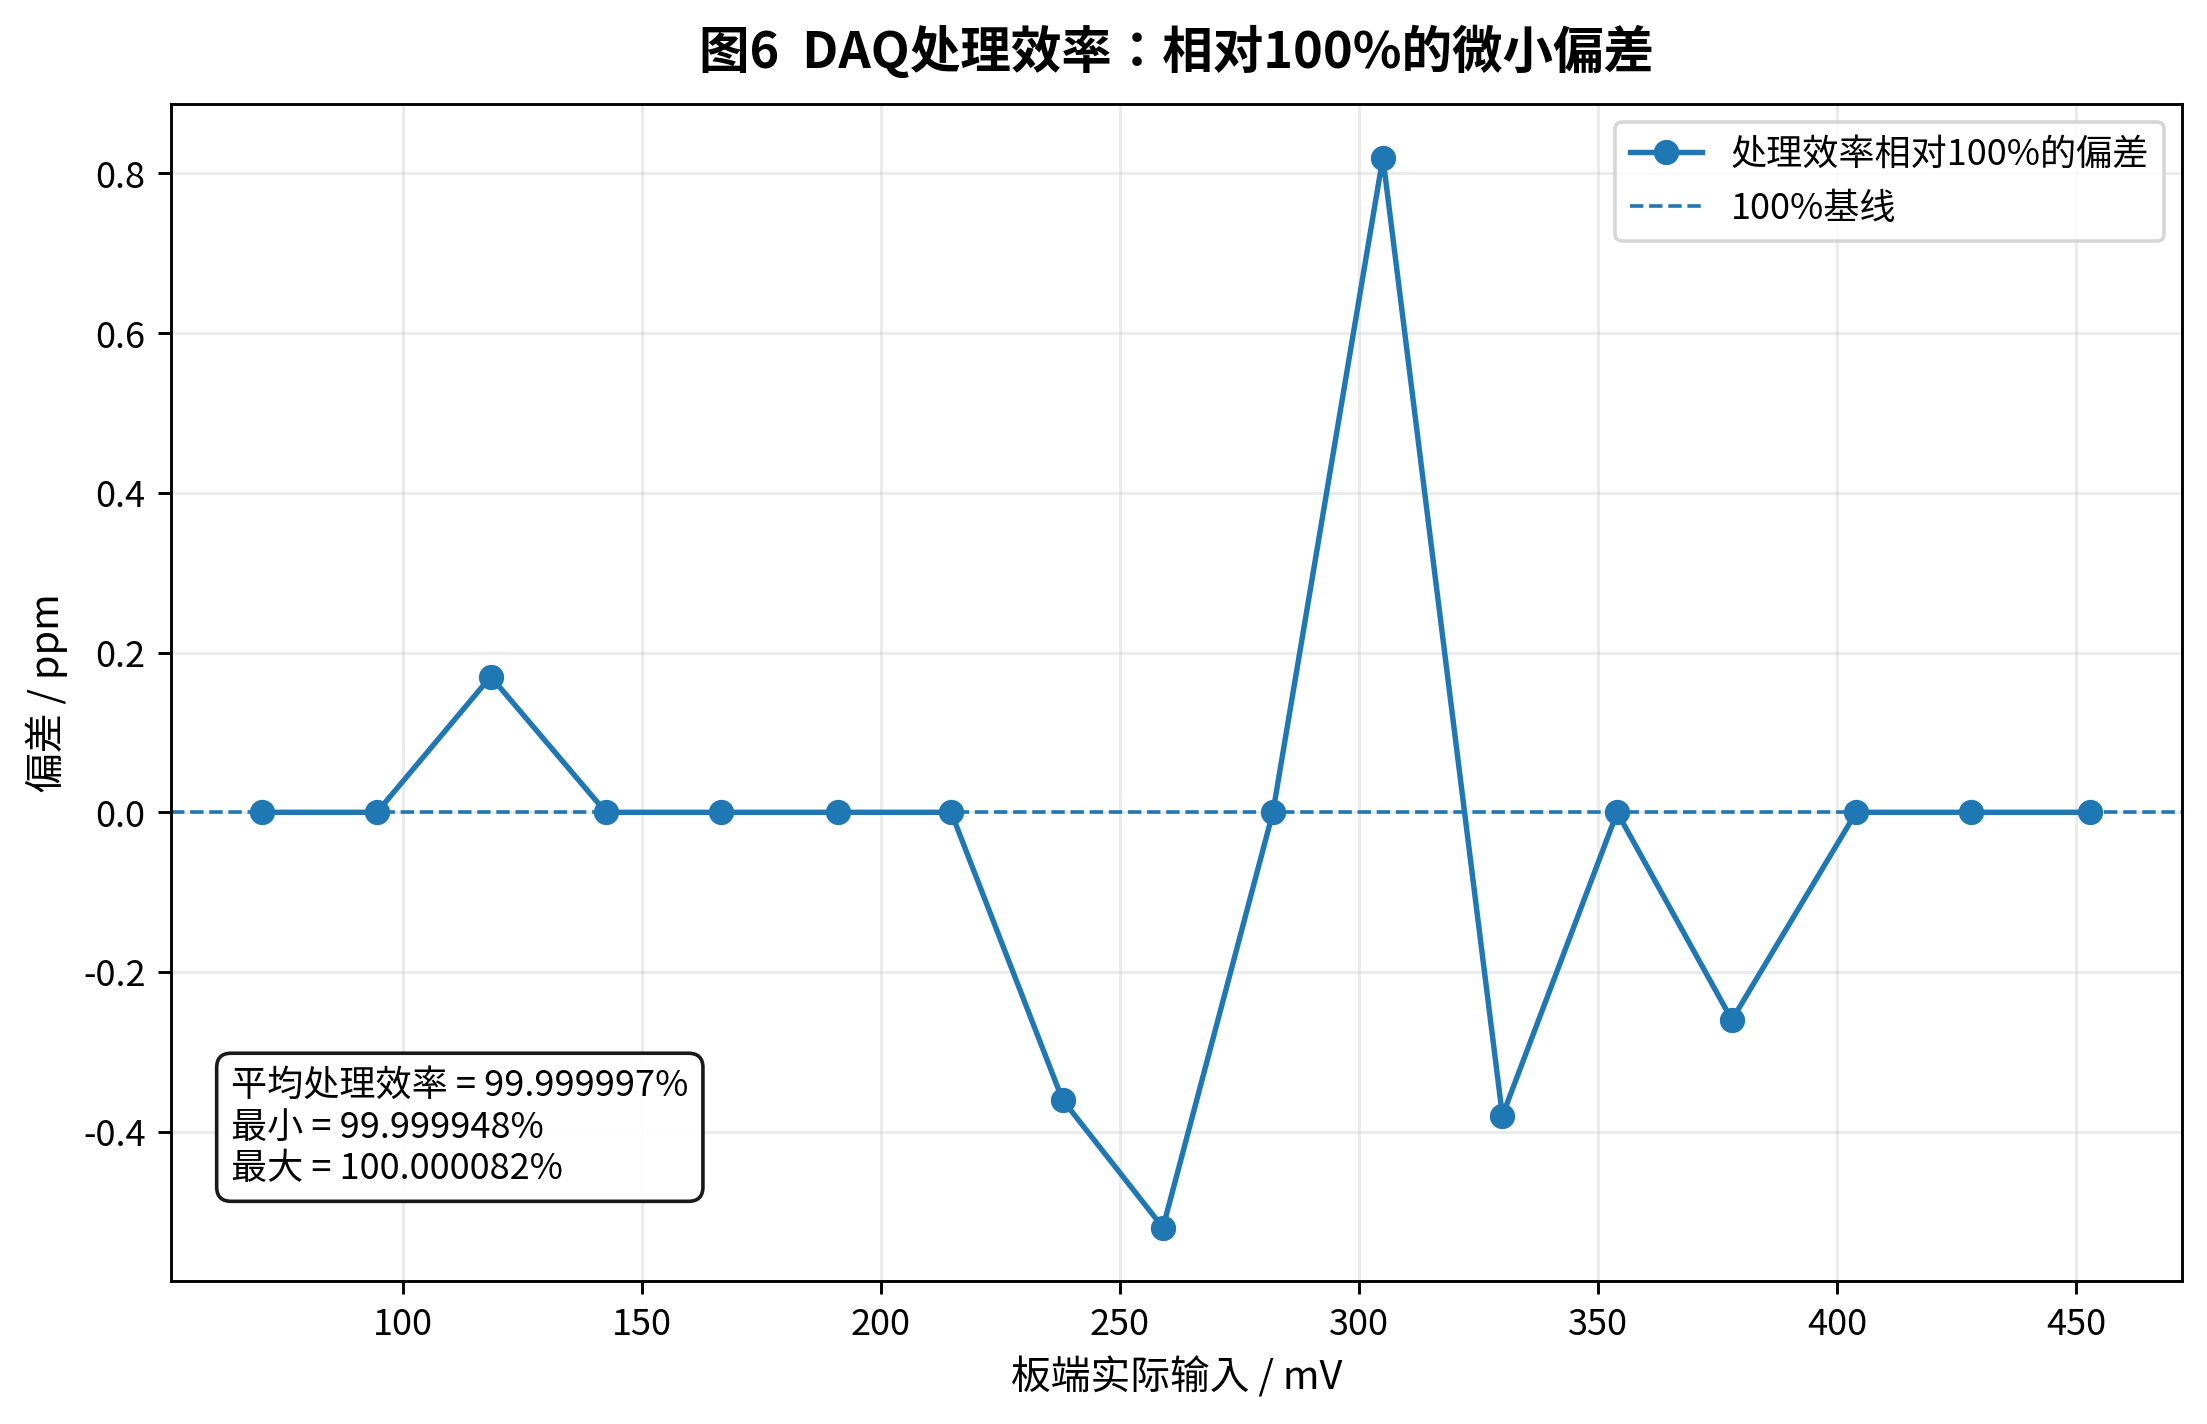 图6  DAQ处理效率：相对100%的微小偏差
处理效率相对100%的偏差
100%基线
0.8
0.6
0.4
0.2
0.0
-0.2
-0.4
偏差 / ppm
平均处理效率 = 99.999997%
最小 = 99.999948%
最大 = 100.000082%
100 150 200 250 300 350 400 450
板端实际输入 / mV